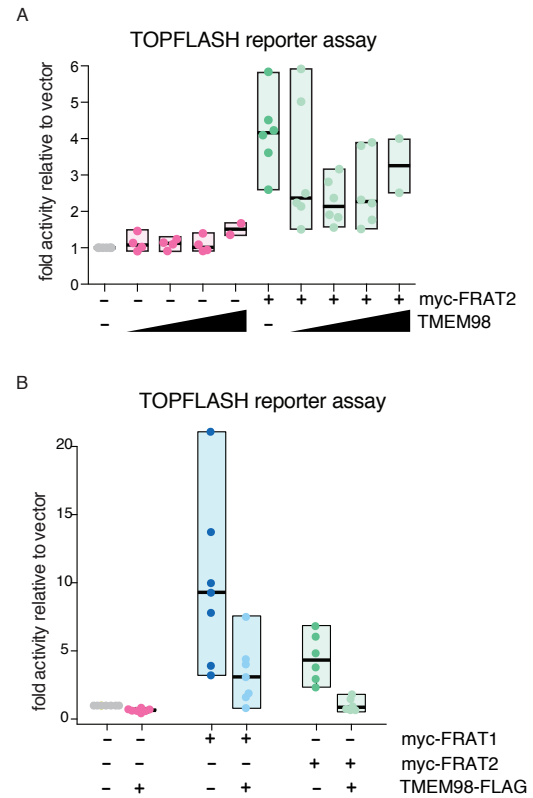 A
TOPFLASH reporter assay
fold activity relative to vector
6
5
4
3
2
1
0
– – – – – + + + + + myc-FRAT2
– – TMEM98
B
TOPFLASH reporter assay
fold activity relative to vector
20
15
10
5
0
– – + + – – myc-FRAT1
– – – – + + myc-FRAT2
– + – + – + TMEM98-FLAG